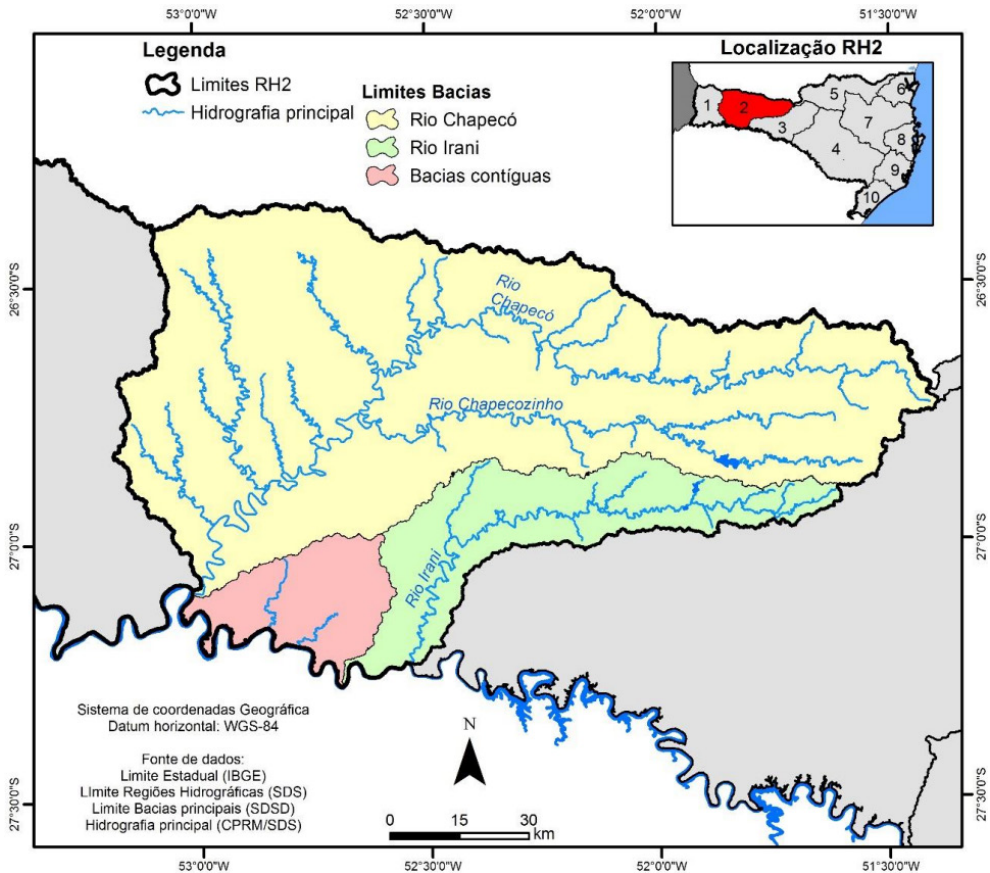 53°0'0"W
52°30'0"W
52°0'0"W
51°30'0"W
Legenda
Limites RH2
Hidrografia principal
Limites Bacias
Rio Chapecó
Rio Irani
Bacias contíguas
Localização RH2
1
2
3
4
5
6
7
8
9
10
26°30'0"S
26°30'0"S
Rio
Chapecó
Rio Chapecozinho
27°0'0"S
27°0'0"S
Rio Irani
Sistema de coordenadas Geográfica
Datum horizontal: WGS-84
Fonte de dados:
Limite Estadual (IBGE)
LImite Regiões Hidrográficas (SDS)
Limite Bacias principais (SDSD)
Hidrografia principal (CPRM/SDS)
N
0 15 30
km
27°30'0"S
27°30'0"S
53°0'0"W
52°30'0"W
52°0'0"W
51°30'0"W